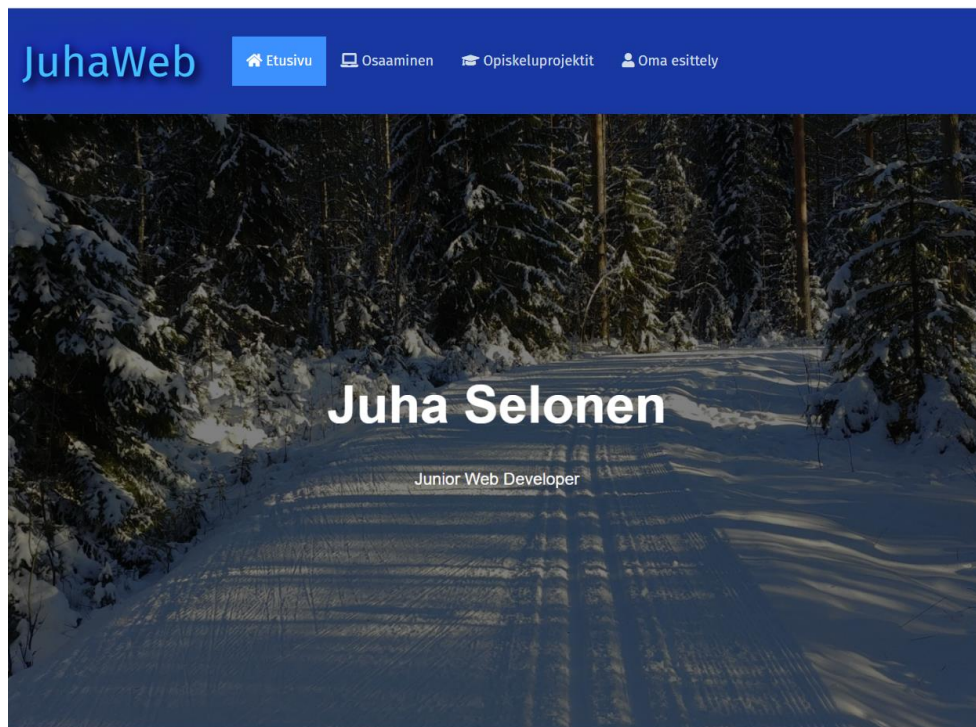 JuhaWeb
Etusivu
Osaaminen
Opiskeluprojektit
Oma esittely
Juha Selonen
Junior Web Developer